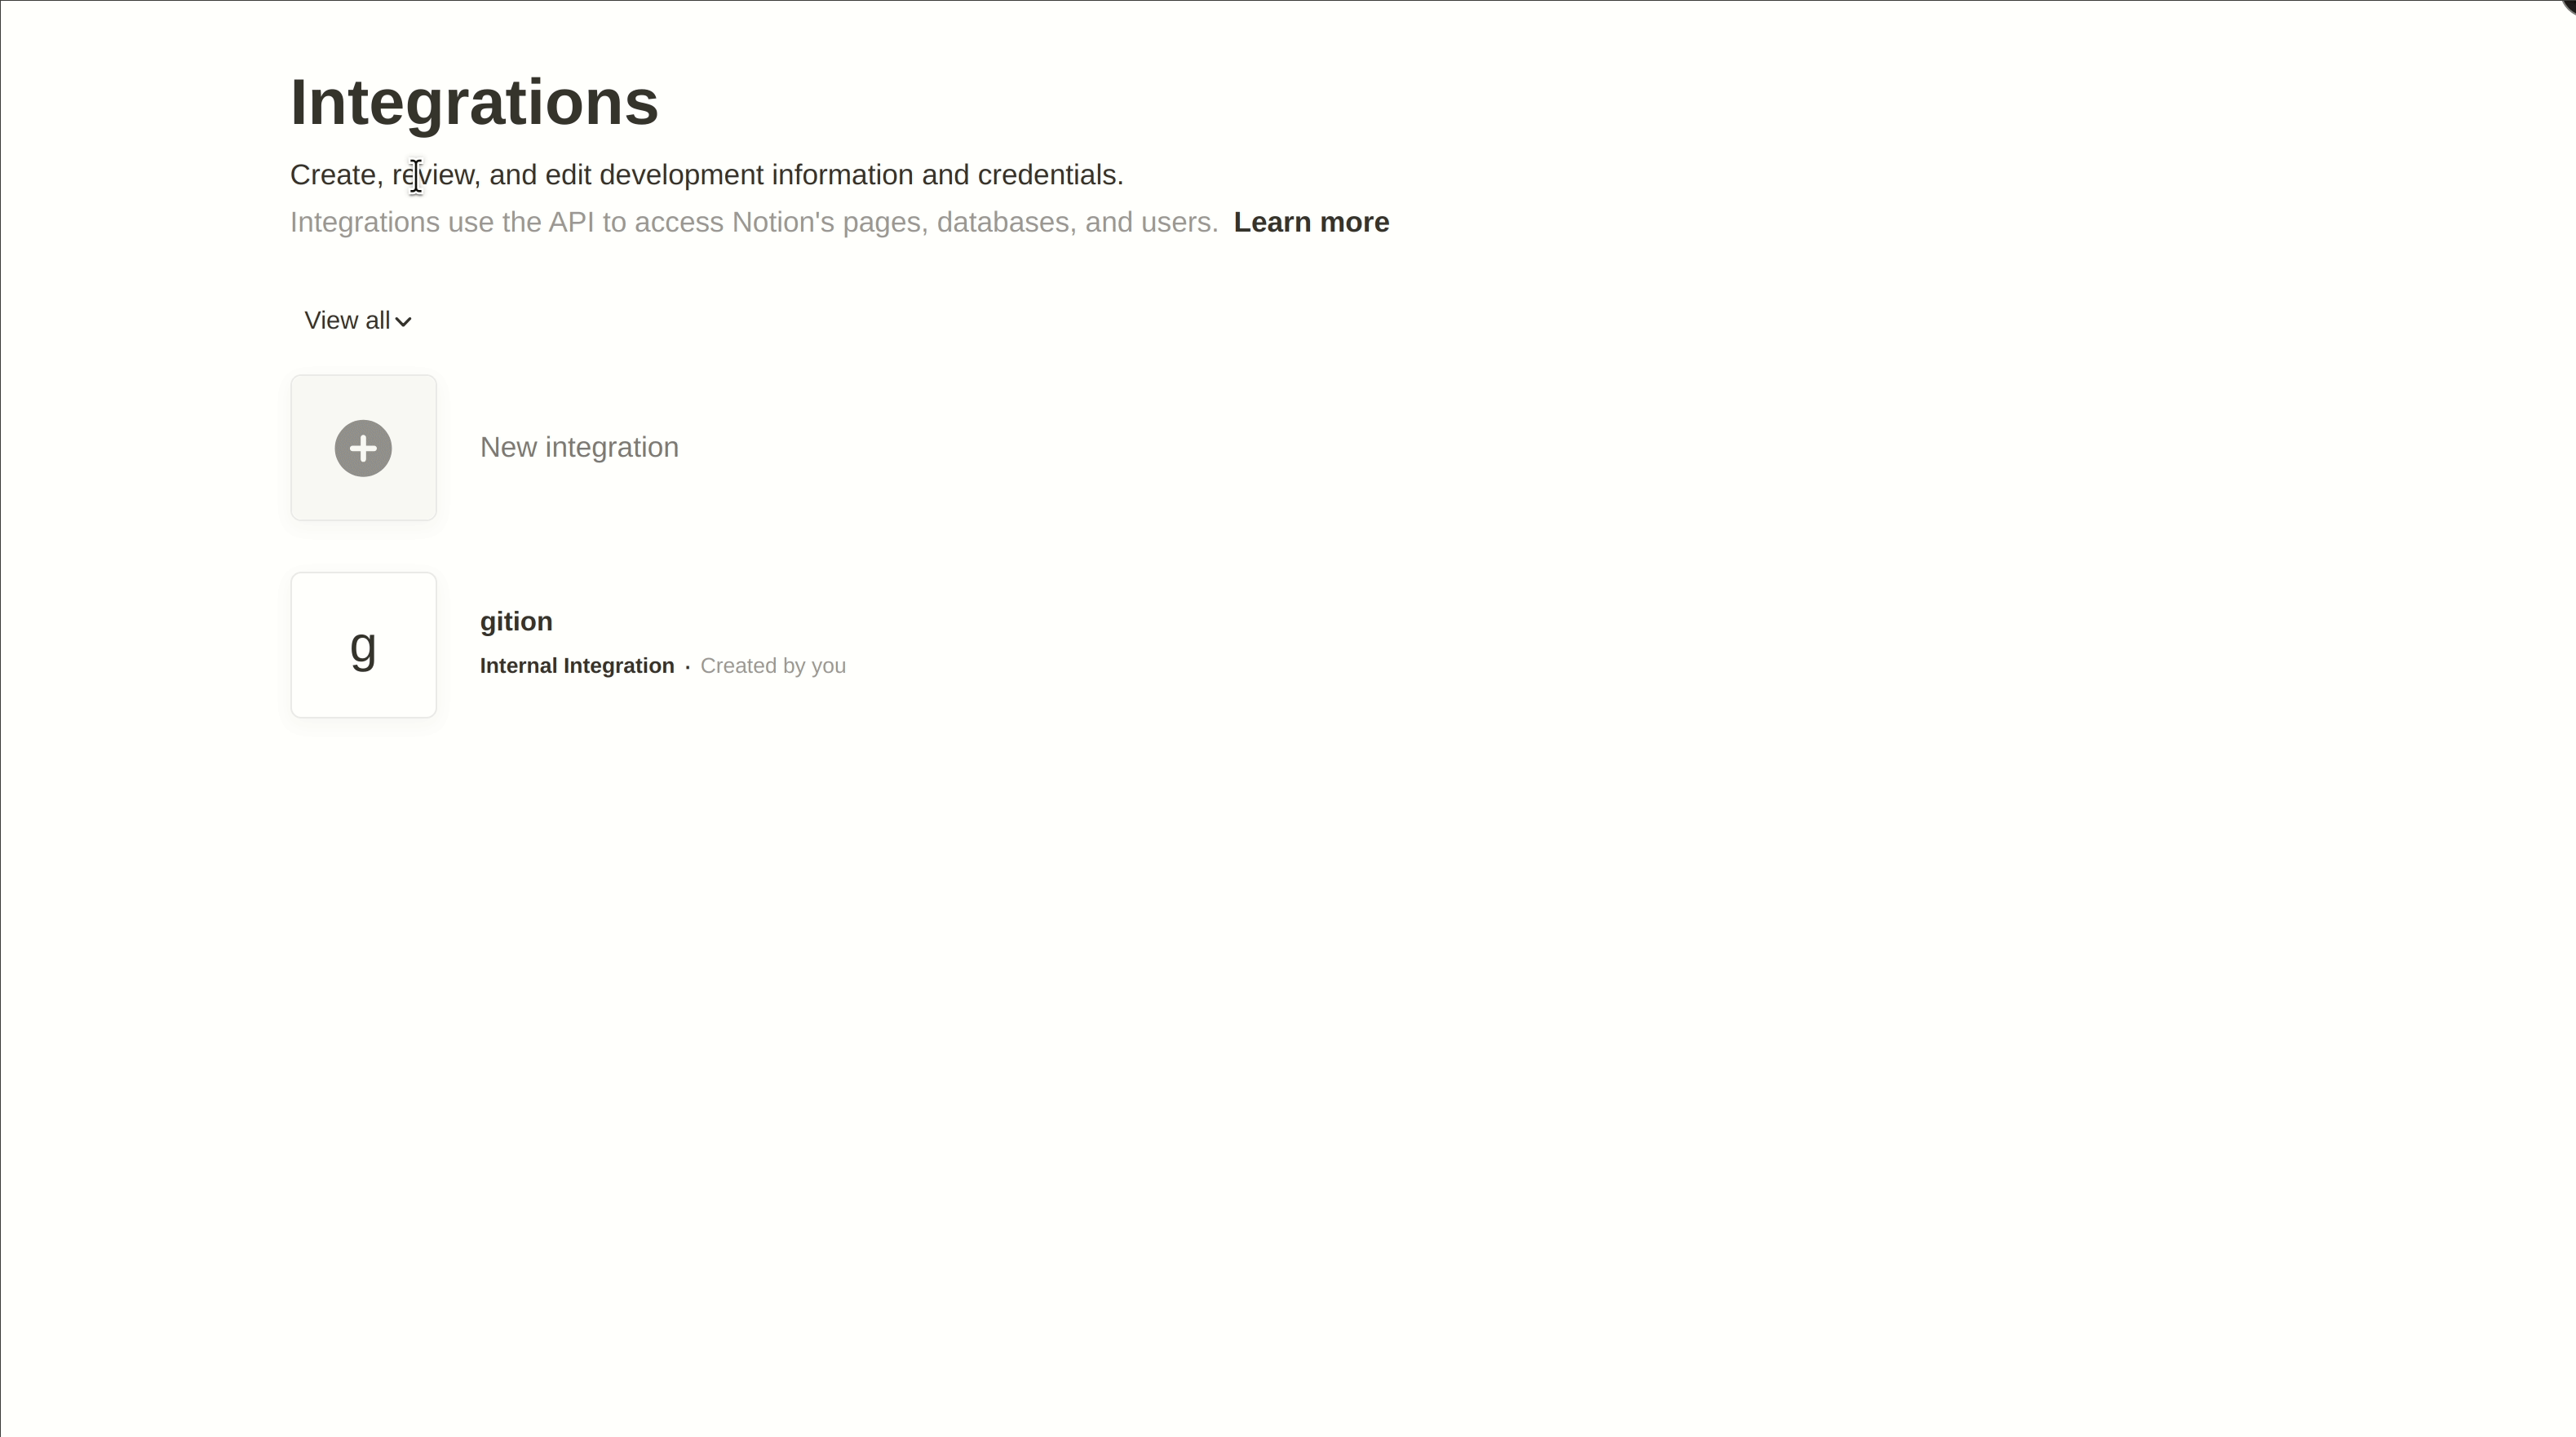 Integrations
Create, review, and edit development information and credentials.
Integrations use the API to access Notion's pages, databases, and users. Learn more
View all
New integration
g
gition
Internal Integration · Created by you